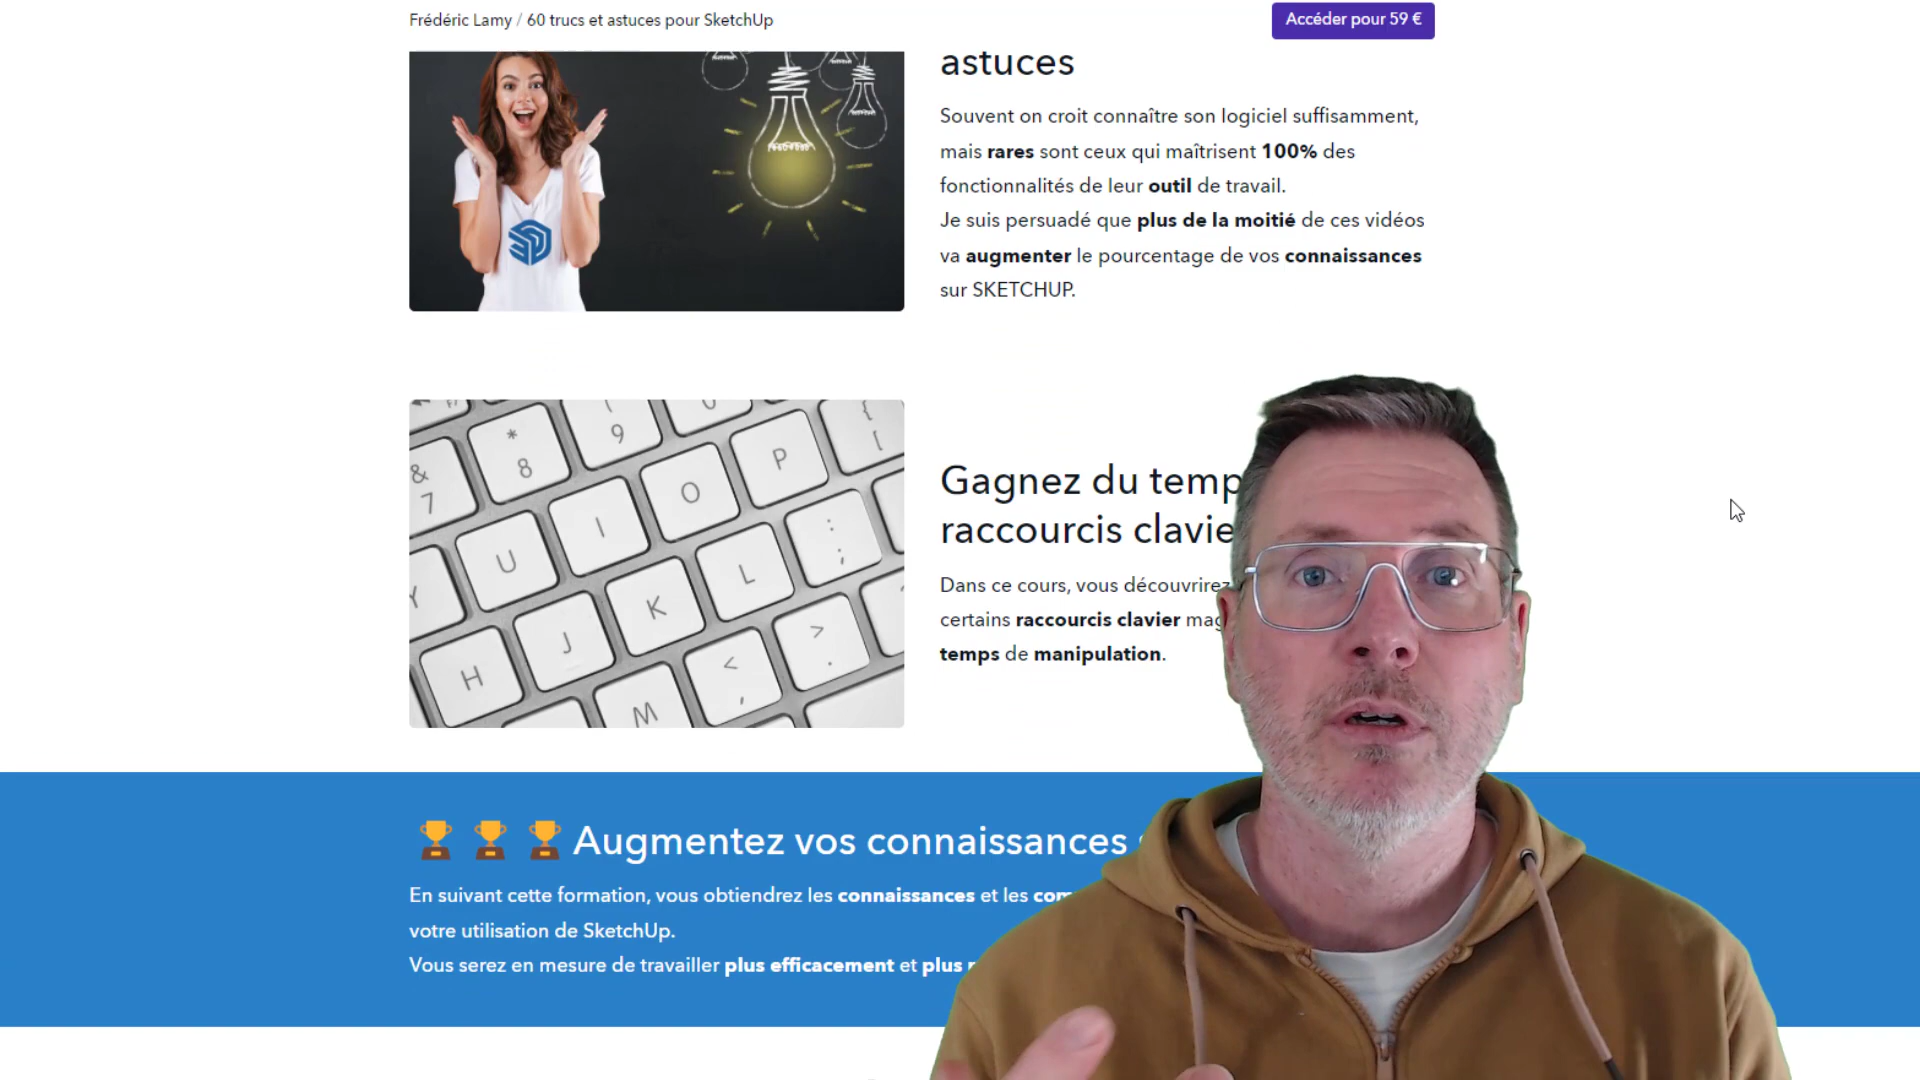 Frédéric Lamy / 60 trucs et astuces pour SketchUp
Accéder pour 59 €
astuces
Souvent on croit connaître son logiciel suffisamment,
mais rares sont ceux qui maîtrisent 100% des
fonctionnalités de leur outil de travail.
Je suis persuadé que plus de la moitié de ces vidéos
va augmenter le pourcentage de vos connaissances
sur SKETCHUP.
* 8
9
P
{ [
& 7
U
I
O
L
: ;
Y
H
J
K
M
< ,
> .
Gagnez du temp
raccourcis clavie
Dans ce cours, vous découvrirez
certains raccourcis clavier mag
temps de manipulation.
🏆 🏆 🏆 Augmentez vos connaissances
En suivant cette formation, vous obtiendrez les connaissances et les com
votre utilisation de SketchUp.
Vous serez en mesure de travailler plus efficacement et plus